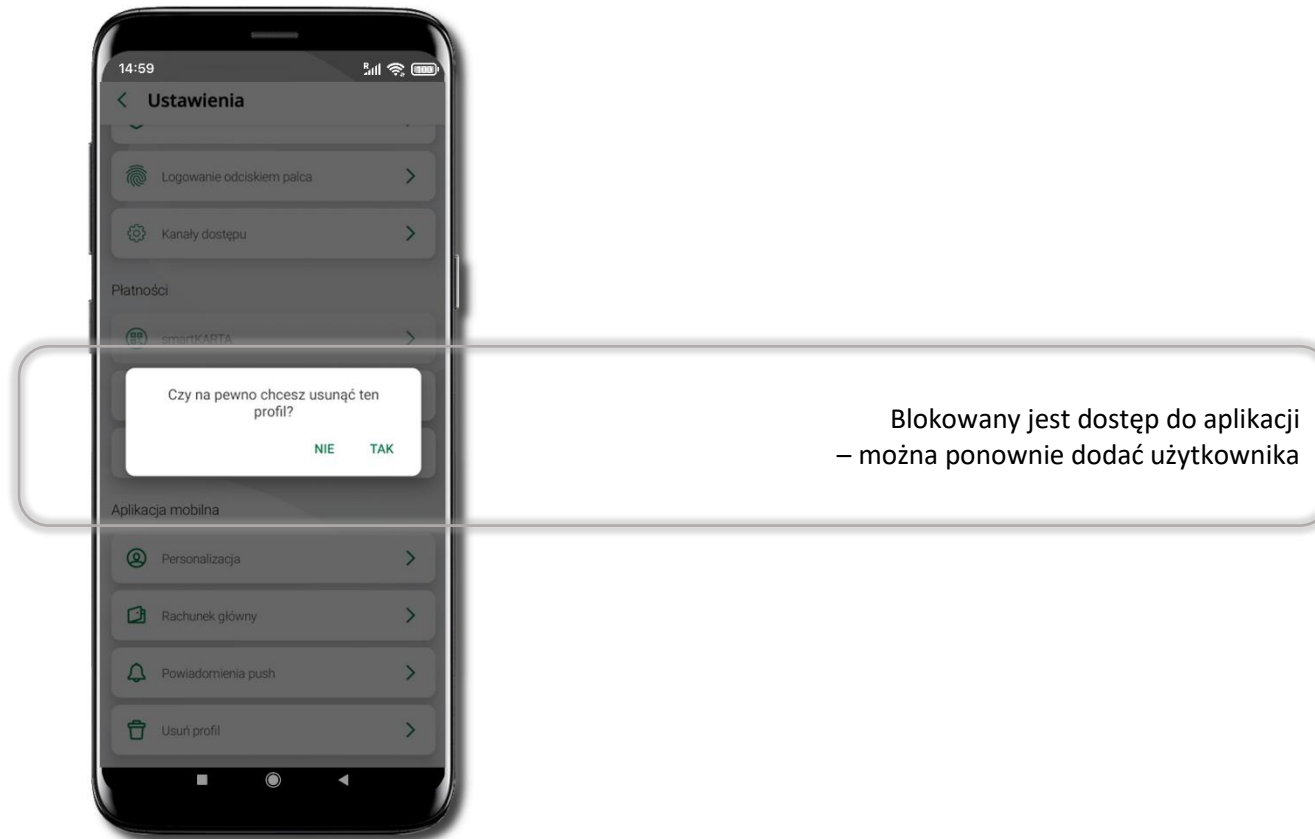 14:59
Ustawienia
Logowanie odciskiem palca
Kanały dostępu
Płatności
smartKARTA
Czy na pewno chcesz usunąć ten
profil?
NIE TAK
Blokowany jest dostęp do aplikacji
– można ponownie dodać użytkownika
Aplikacja mobilna
Personalizacja
Rachunek główny
Powiadomienia push
Usuń profil